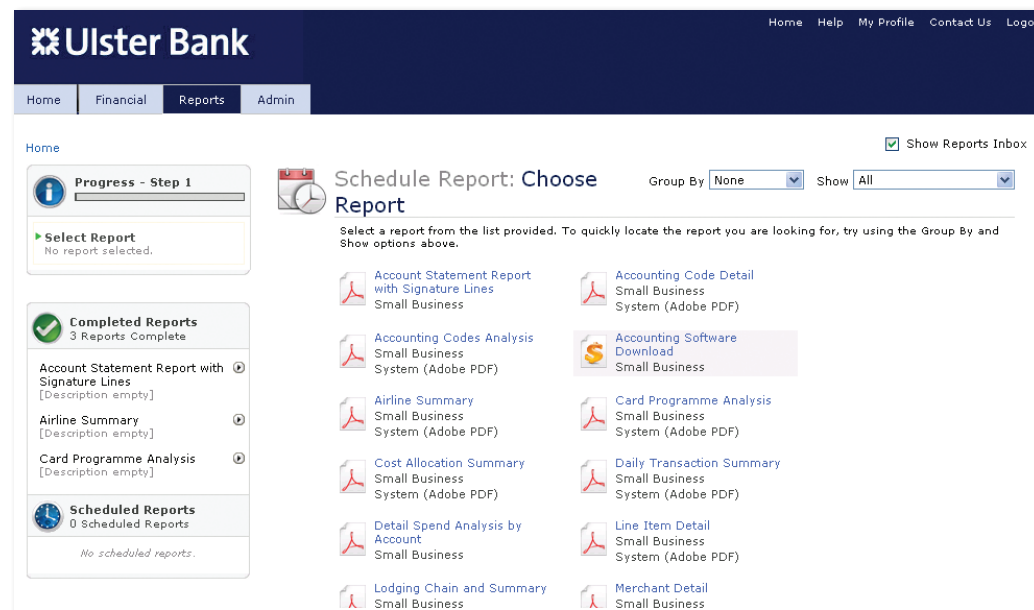 Ulster Bank
Home Help My Profile Contact Us Logo
Home Financial Reports Admin
Home
Show Reports Inbox
Progress - Step 1
Select Report
No report selected.
Completed Reports
3 Reports Complete
Account Statement Report with
Signature Lines
[Description empty]
Airline Summary
[Description empty]
Card Programme Analysis
[Description empty]
Scheduled Reports
0 Scheduled Reports
No scheduled reports.
Schedule Report: Choose
Report
Group By None Show All
Select a report from the list provided. To quickly locate the report you are looking for, try using the Group By and
Show options above.
Account Statement Report
with Signature Lines
Small Business
Accounting Code Detail
Small Business
System (Adobe PDF)
Accounting Codes Analysis
Small Business
System (Adobe PDF)
Accounting Software
Download
Small Business
Airline Summary
Small Business
System (Adobe PDF)
Card Programme Analysis
Small Business
System (Adobe PDF)
Cost Allocation Summary
Small Business
System (Adobe PDF)
Daily Transaction Summary
Small Business
System (Adobe PDF)
Detail Spend Analysis by
Account
Small Business
Line Item Detail
Small Business
System (Adobe PDF)
Lodging Chain and Summary
Small Business
Merchant Detail
Small Business